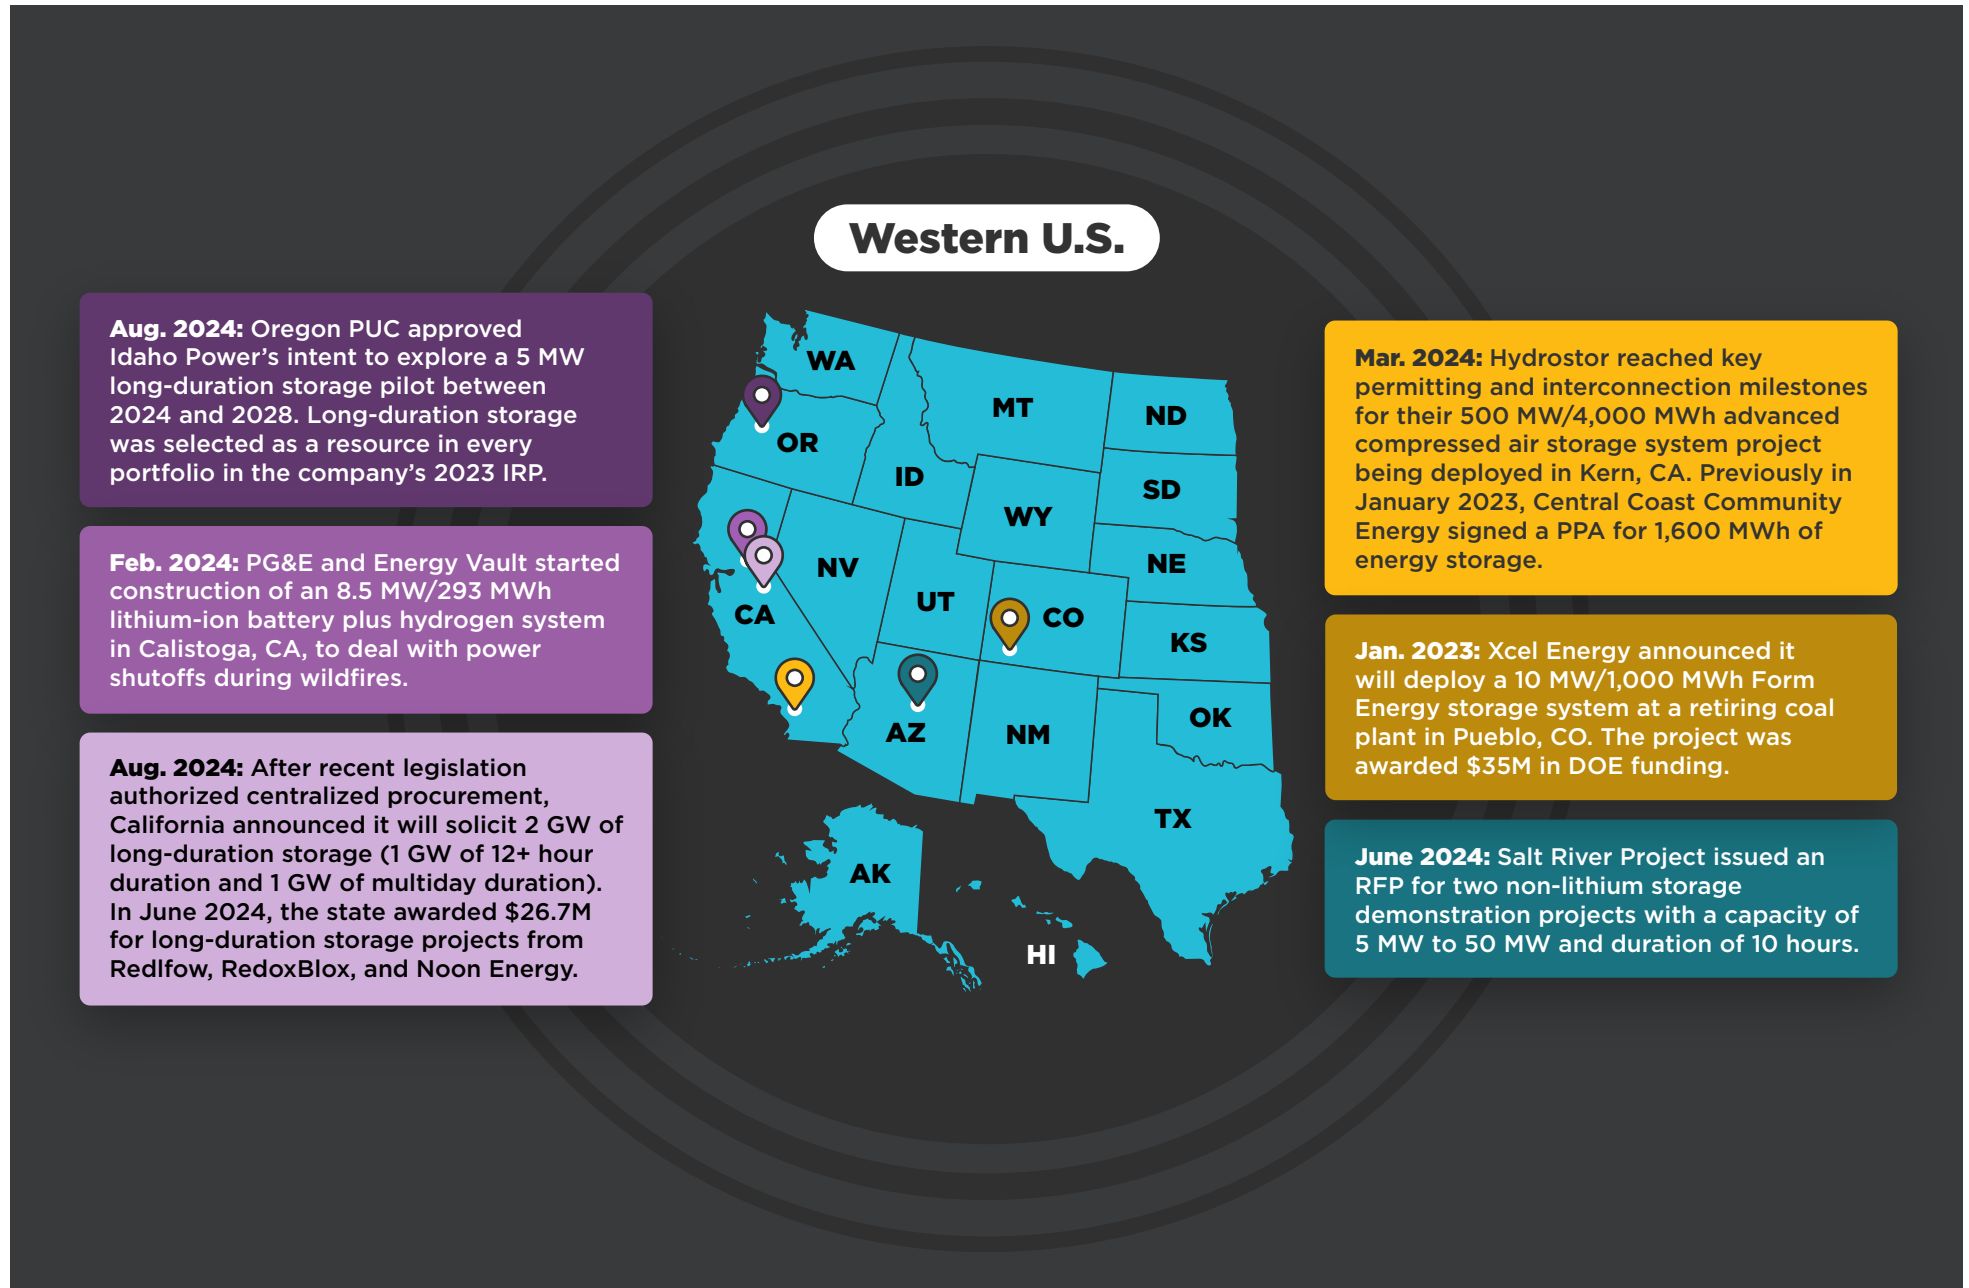 Western U.S.
Aug. 2024: Oregon PUC approved
Idaho Power’s intent to explore a 5 MW
long-duration storage pilot between
2024 and 2028. Long-duration storage
was selected as a resource in every
portfolio in the company’s 2023 IRP.
Feb. 2024: PG&E and Energy Vault started
construction of an 8.5 MW/293 MWh
lithium-ion battery plus hydrogen system
in Calistoga, CA, to deal with power
shutoffs during wildfires.
Aug. 2024: After recent legislation
authorized centralized procurement,
California announced it will solicit 2 GW of
long-duration storage (1 GW of 12+ hour
duration and 1 GW of multiday duration).
In June 2024, the state awarded $26.7M
for long-duration storage projects from
Redlfow, RedoxBlox, and Noon Energy.
WA
MT
ND
OR
ID
SD
WY
NE
NV
UT
CO
CA
KS
OK
AZ
NM
TX
AK
HI
Mar. 2024: Hydrostor reached key
permitting and interconnection milestones
for their 500 MW/4,000 MWh advanced
compressed air storage system project
being deployed in Kern, CA. Previously in
January 2023, Central Coast Community
Energy signed a PPA for 1,600 MWh of
energy storage.
Jan. 2023: Xcel Energy announced it
will deploy a 10 MW/1,000 MWh Form
Energy storage system at a retiring coal
plant in Pueblo, CO. The project was
awarded $35M in DOE funding.
June 2024: Salt River Project issued an
RFP for two non-lithium storage
demonstration projects with a capacity of
5 MW to 50 MW and duration of 10 hours.